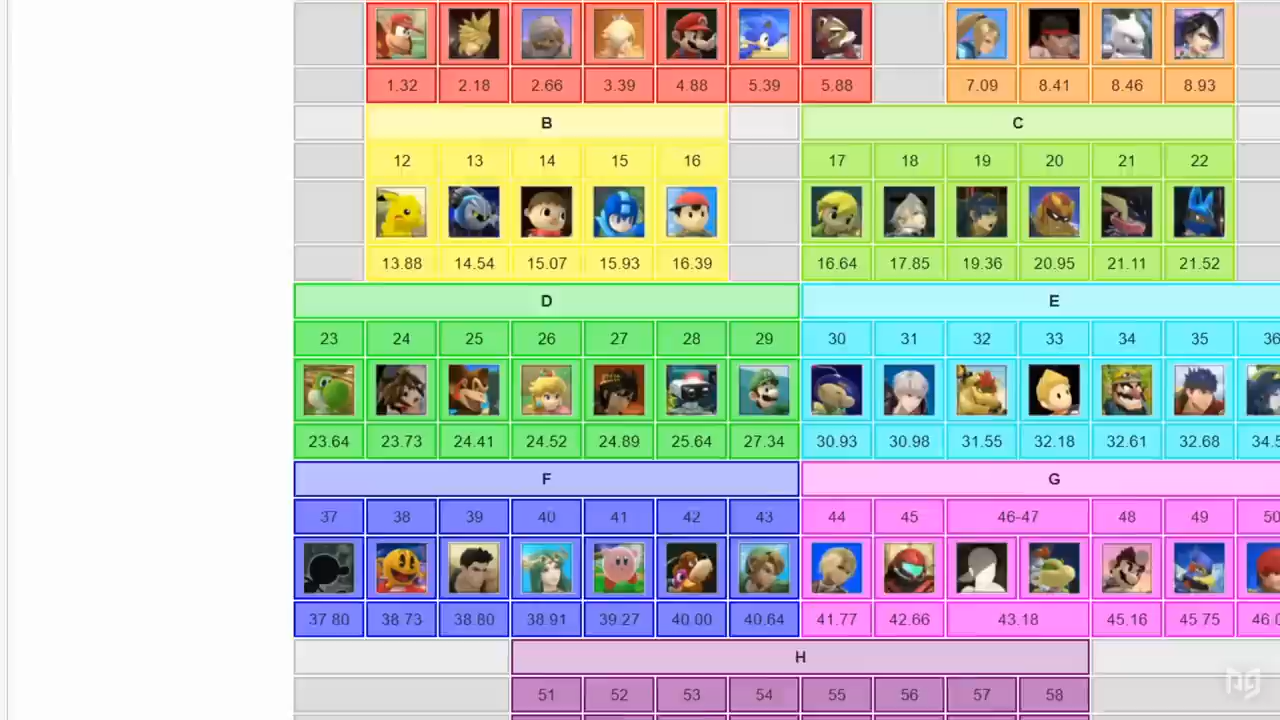 1.32 2.18 2.66 3.39 4.88 5.39 5.88 7.09 8.41 8.46 8.93
B C
12 13 14 15 16 17 18 19 20 21 22
13.88 14.54 15.07 15.93 16.39 16.64 17.85 19.36 20.95 21.11 21.52
D E
23 24 25 26 27 28 29 30 31 32 33 34 35 36
23.64 23.73 24.41 24.52 24.89 25.64 27.34 30.93 30.98 31.55 32.18 32.61 32.68 34.5
F G
37 38 39 40 41 42 43 44 45 46-47 48 49 50
37.80 38.73 38.80 38.91 39.27 40.00 40.64 41.77 42.66 43.18 45.16 45.75 46.0
H
51 52 53 54 55 56 57 58